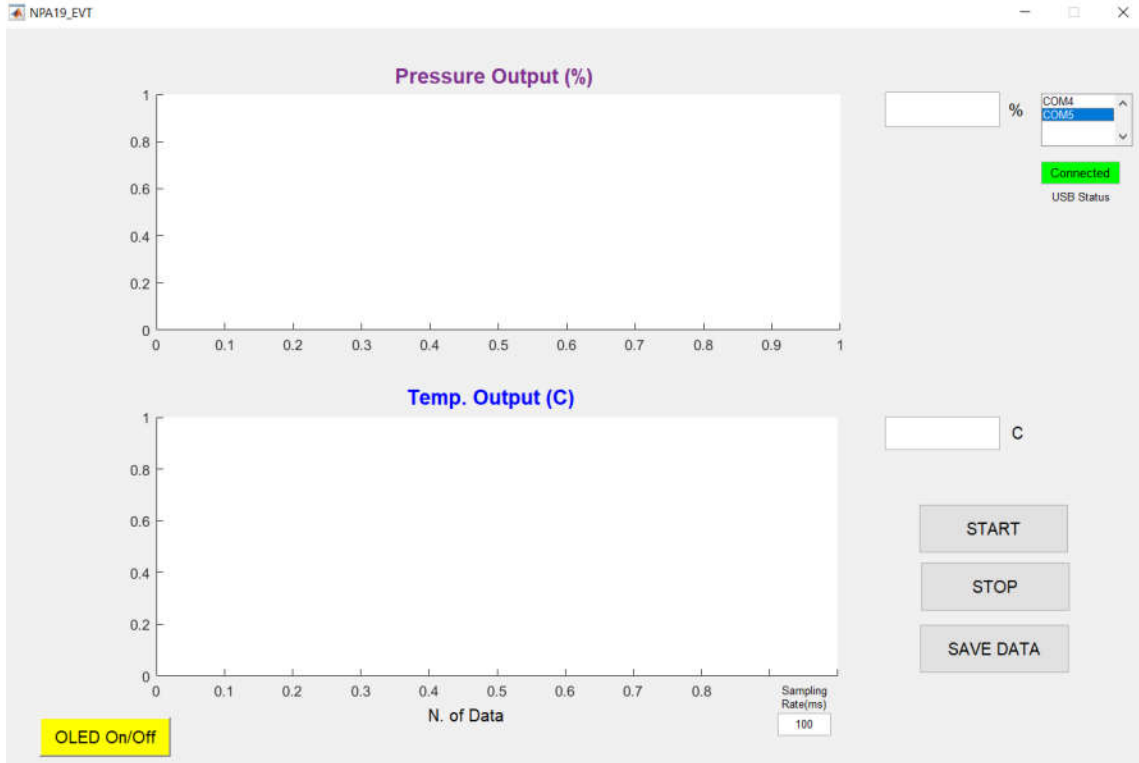 NPA19_EVT
Pressure Output (%)
1
0.8
0.6
0.4
0.2
0
0 0.1 0.2 0.3 0.4 0.5 0.6 0.7 0.8 0.9 1
%
COM4
COM5
Connected
USB Status
Temp. Output (C)
1
0.8
0.6
0.4
0.2
0
0 0.1 0.2 0.3 0.4 0.5 0.6 0.7 0.8
N. of Data
C
START
STOP
SAVE DATA
Sampling
Rate(ms)
100
OLED On/Off